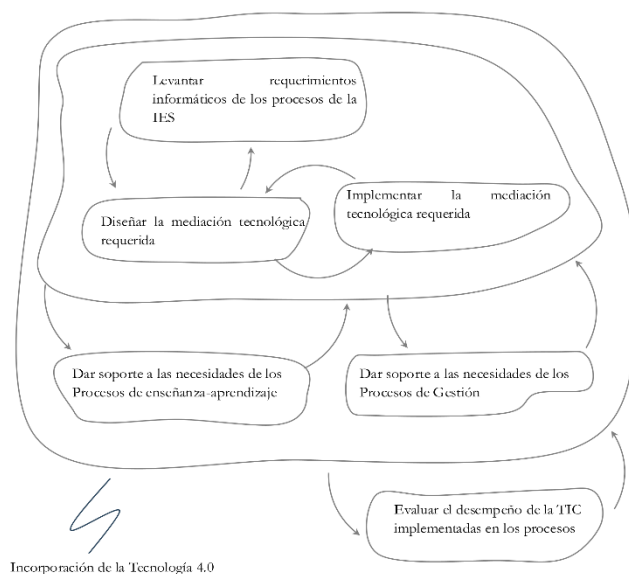 Levantar requerimientos
informáticos de los procesos de la
IES
Diseñar la mediación tecnológica
requerida
Implementar la mediación
tecnológica requerida
Dar soporte a las necesidades de los
Procesos de enseñanza-aprendizaje
Dar soporte a las necesidades de los
Procesos de Gestión
Evaluar el desempeño de la TIC
implementadas en los procesos
Incorporación de la Tecnología 4.0